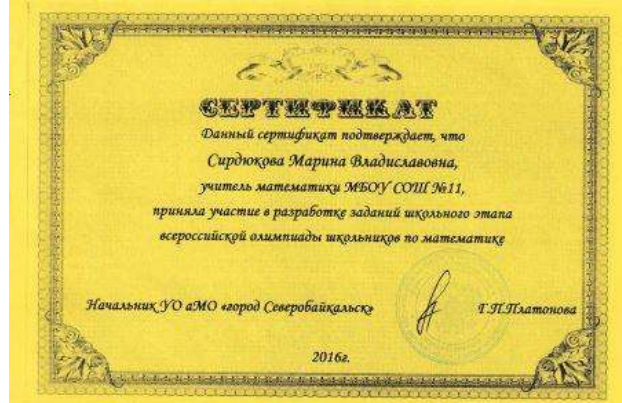 СЕРТИФИКАТ
Данный сертификат подтверждает, что
Сирдюкова Марина Владиславовна,
учитель математики МБОУ СОШ №11,
приняла участие в разработке заданий школьного этапа
всероссийской олимпиады школьников по математике
Начальник УО аМО «город Северобайкальск» Г.П.Платонова
2016г.